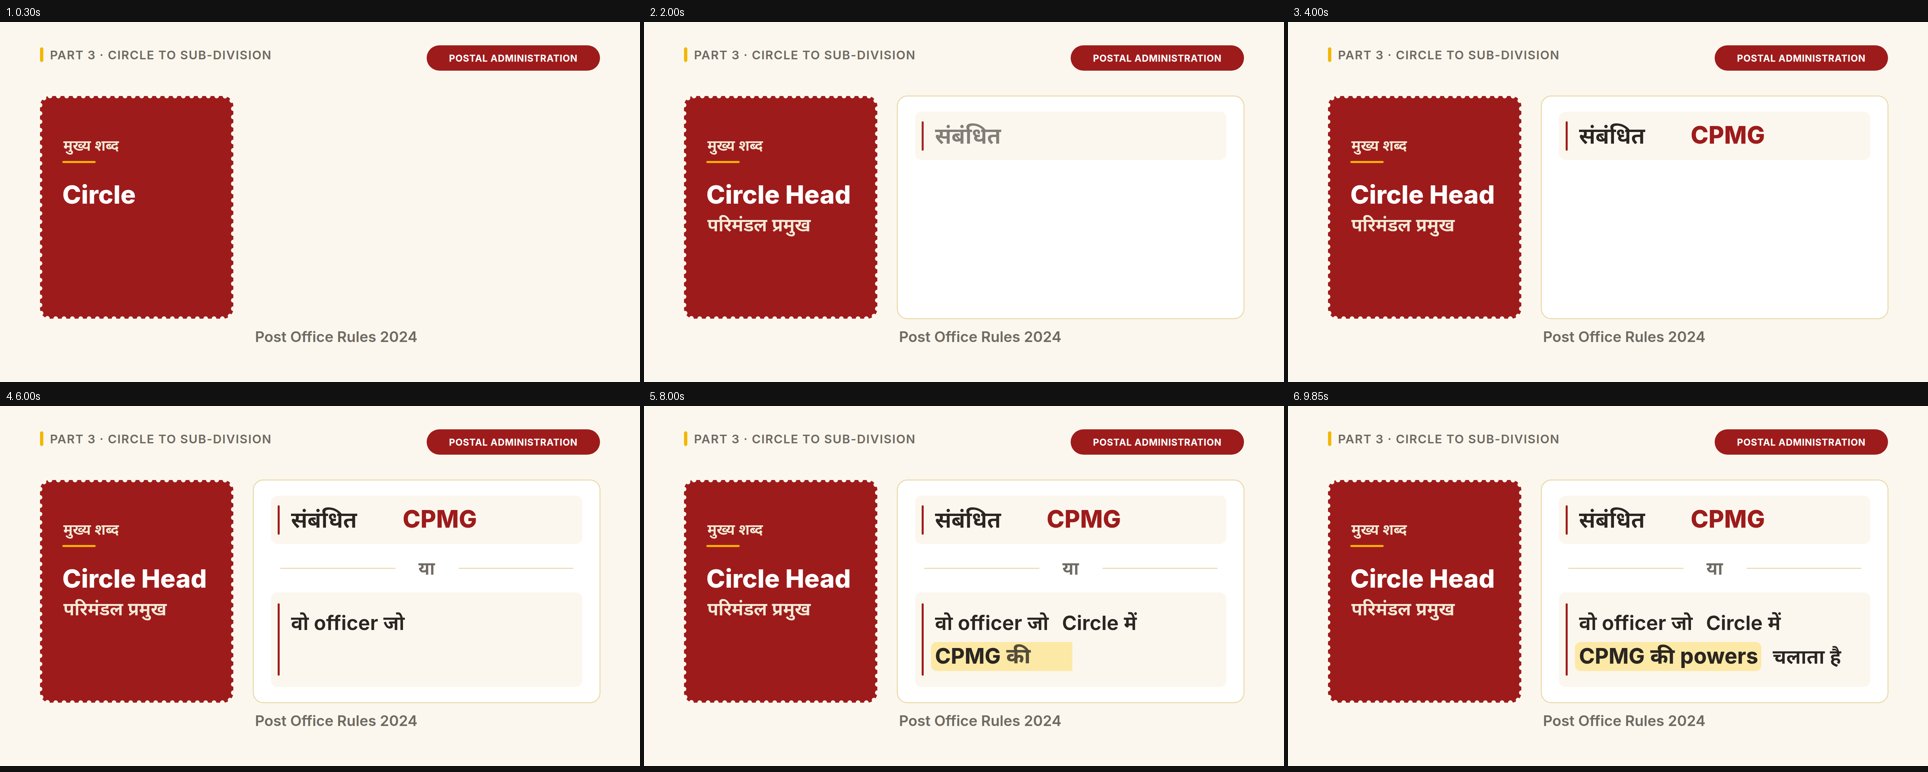 1. 0.30s
PART 3 · CIRCLE TO SUB-DIVISION
POSTAL ADMINISTRATION
मुख्य शब्द
Circle
Post Office Rules 2024
2. 2.00s
PART 3 · CIRCLE TO SUB-DIVISION
POSTAL ADMINISTRATION
मुख्य शब्द
Circle Head
परिमंडल प्रमुख
संबंधित
Post Office Rules 2024
3. 4.00s
PART 3 · CIRCLE TO SUB-DIVISION
POSTAL ADMINISTRATION
मुख्य शब्द
Circle Head
परिमंडल प्रमुख
संबंधित CPMG
Post Office Rules 2024
4. 6.00s
PART 3 · CIRCLE TO SUB-DIVISION
POSTAL ADMINISTRATION
मुख्य शब्द
Circle Head
परिमंडल प्रमुख
संबंधित CPMG
या
वो officer जो
Post Office Rules 2024
5. 8.00s
PART 3 · CIRCLE TO SUB-DIVISION
POSTAL ADMINISTRATION
मुख्य शब्द
Circle Head
परिमंडल प्रमुख
संबंधित CPMG
या
वो officer जो Circle में
CPMG की
Post Office Rules 2024
6. 9.85s
PART 3 · CIRCLE TO SUB-DIVISION
POSTAL ADMINISTRATION
मुख्य शब्द
Circle Head
परिमंडल प्रमुख
संबंधित CPMG
या
वो officer जो Circle में
CPMG की powers चलाता है
Post Office Rules 2024